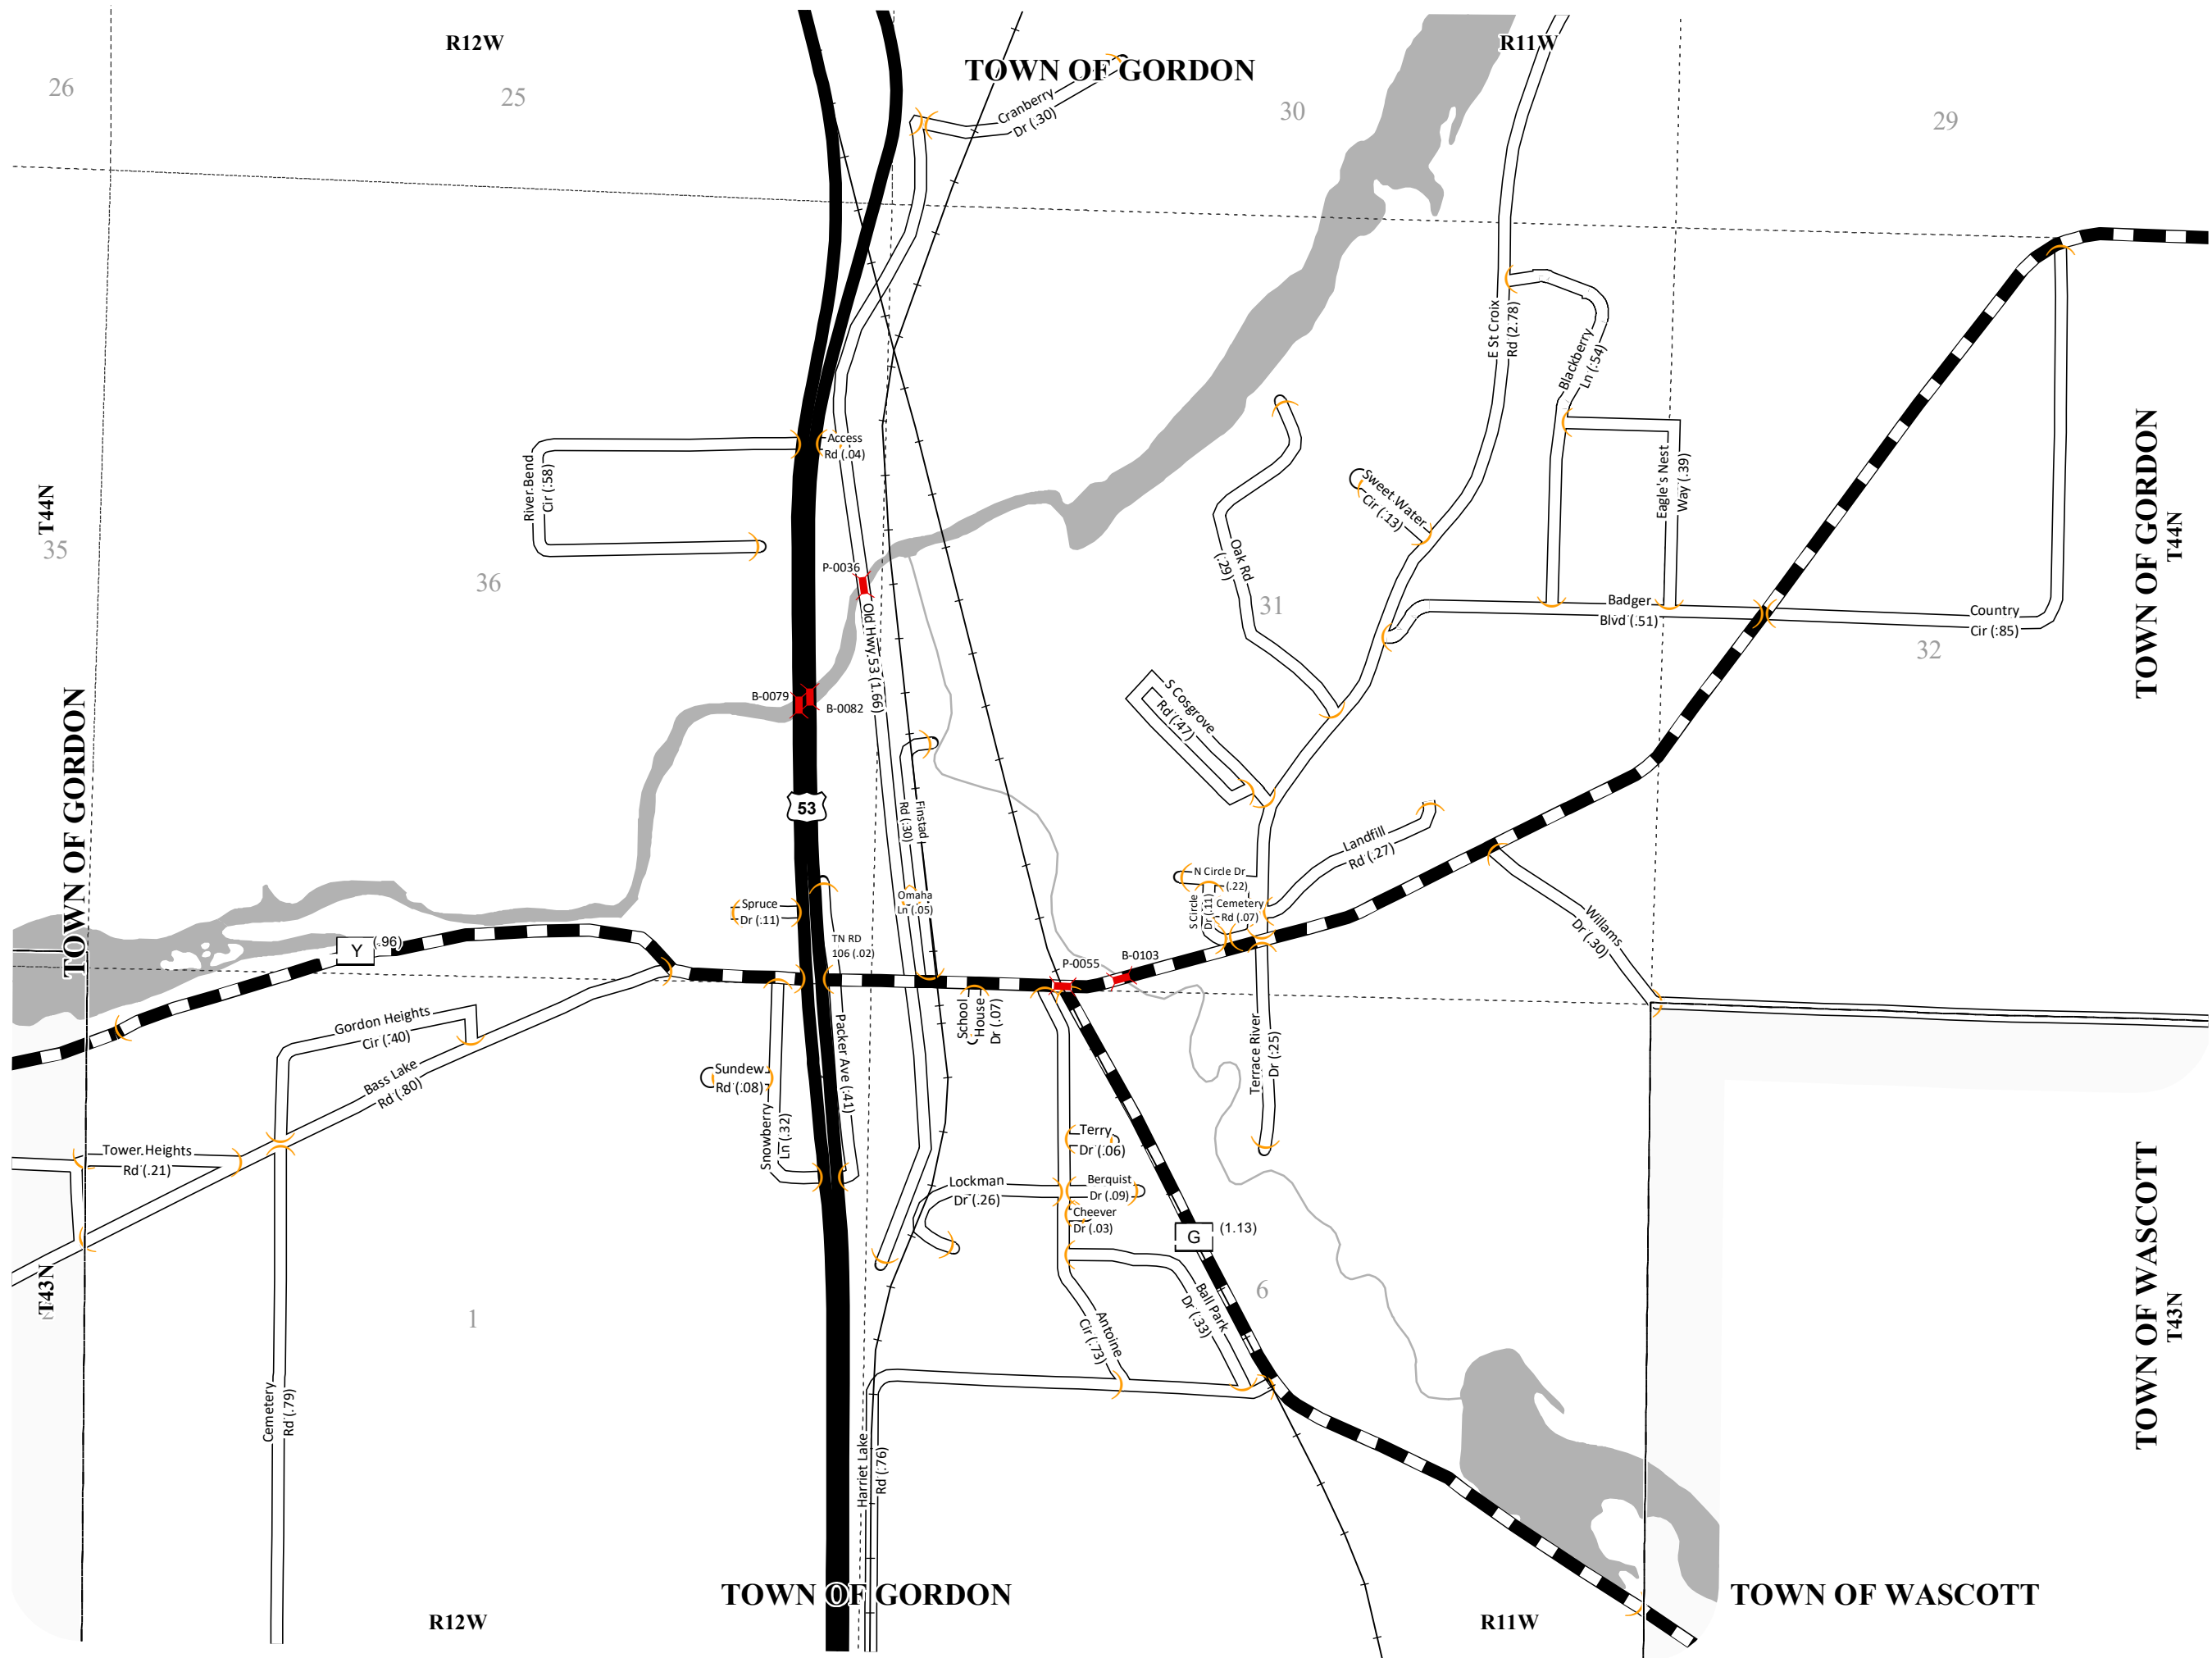 R12W
R11W
TOWN OF GORDON
26
25
30
29
Cranberry
Dr (.30)
E St Croix
Rd (2.78)
Blackberry
Ln (.54)
Access
Rd (.04)
River Bend
Cir (.58)
Eagle's Nest
Way (.39)
Sweet Water
Cir (.13)
T44N
35
36
P-0036
Oak Rd
(.29)
31
Badger
Blvd (.51)
Country
Cir (.85)
32
TOWN OF GORDON
T44N
Old Hwy 53 (1.66)
B-0079
B-0082
S Cosgrove
Rd (.47)
TOWN OF GORDON
53
Finstad
Rd (.30)
Landfill
Rd (.27)
N Circle Dr
(.22)
S Circle
Dr (.11)
Cemetery
Rd (.07)
Omaha
Ln (.05)
Spruce
Dr (.11)
TN RD
106 (.02)
Y
(.96)
P-0055
B-0103
Willams
Dr (.30)
School
House
Dr (.07)
Gordon Heights
Cir (.40)
Bass Lake
Rd (.80)
Packer Ave (.41)
Sundew
Rd (.08)
Snowberry
Ln (.32)
Terrace River
Dr (.25)
Tower Heights
Rd (.21)
Terry
Dr (.06)
Lockman
Dr (.26)
Berquist
Dr (.09)
Cheever
Dr (.03)
G
(1.13)
T43N
2
1
6
Ball Park
Dr (.33)
Antoine
Cir (.73)
TOWN OF WASCOTT
T43N
Cemetery
Rd (.79)
Harriet Lake
Rd (.76)
TOWN OF GORDON
TOWN OF WASCOTT
R12W
R11W